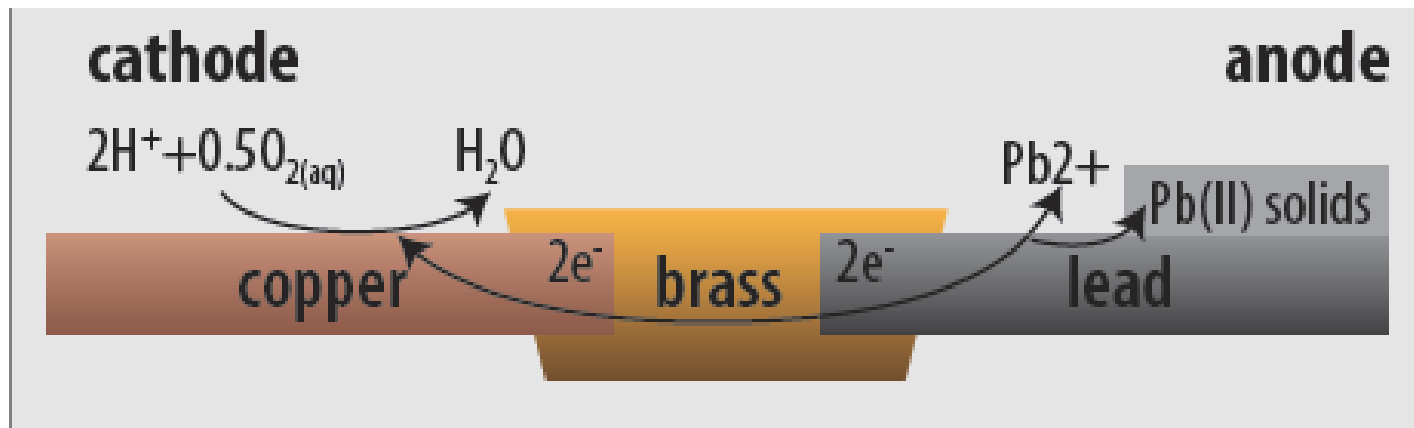 cathode
anode
2H⁺+0.5O₂(aq)
H₂O
Pb2+
Pb(II) solids
copper
2e⁻
brass
2e⁻
lead